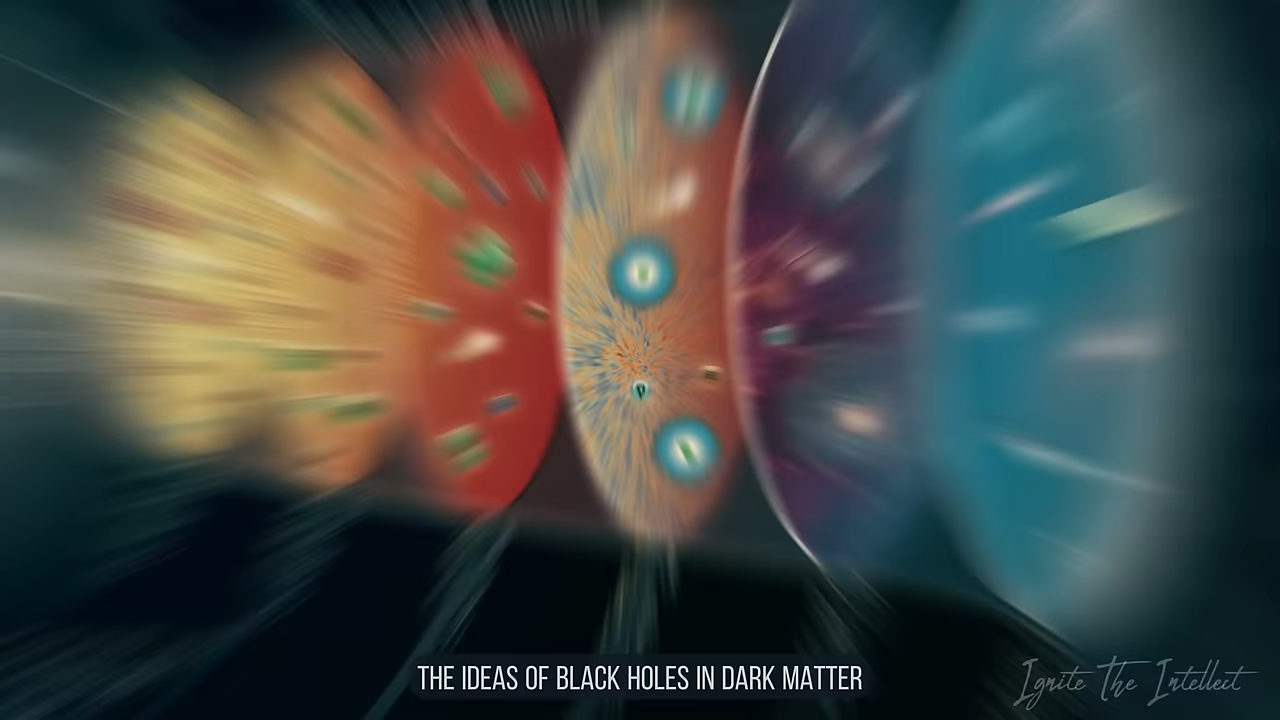 THE IDEAS OF BLACK HOLES IN DARK MATTER
Ignite The Intellect